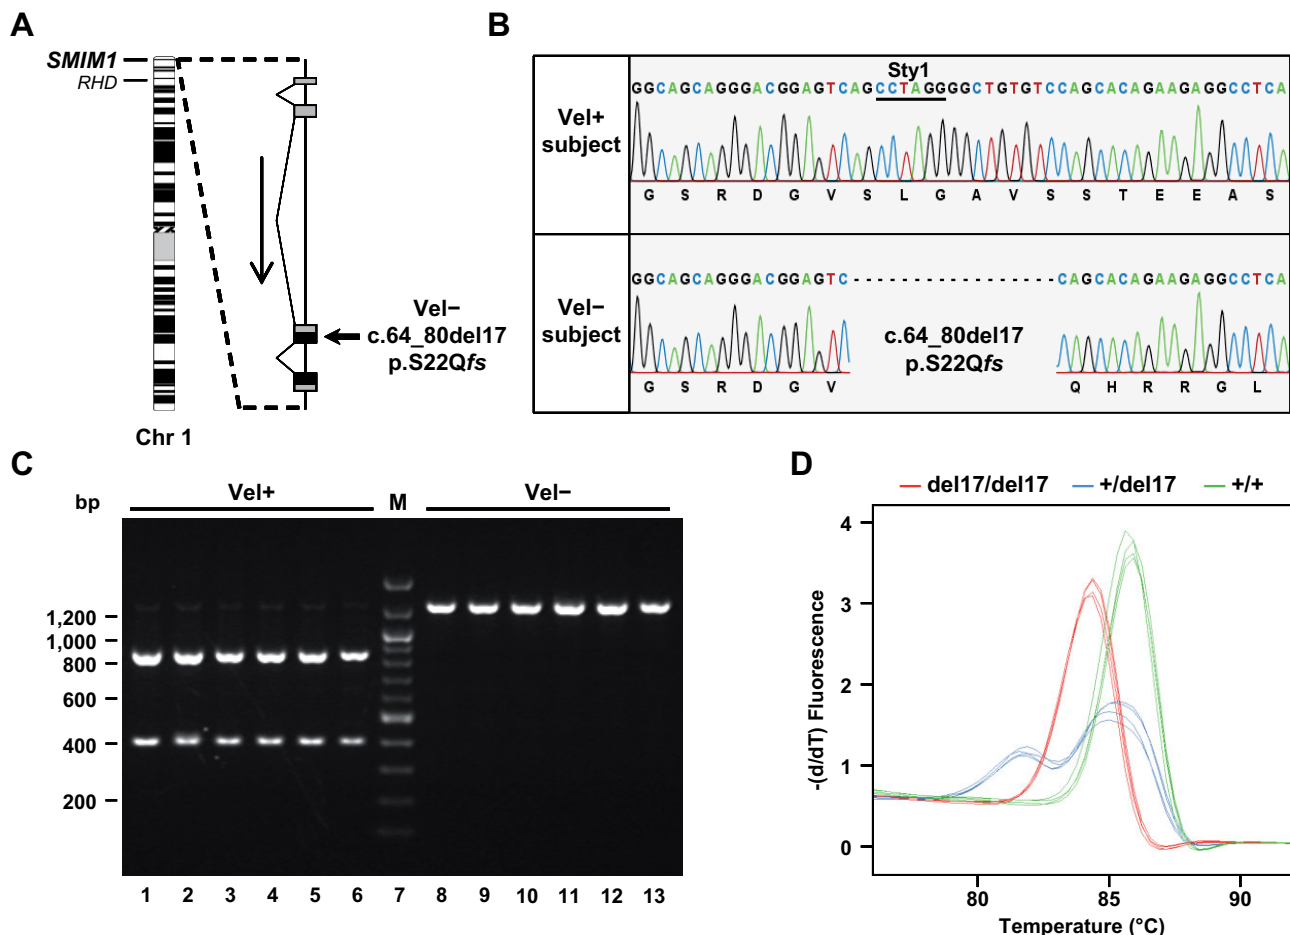 A
SMIM1
RHD
Vel−
c.64_80del17
p.S22Qfs
Chr 1
B
Vel+
subject
Sty1
GGCAGCAGGGACGGAGTCAGCCTAGGGGCTGTGTCCAGCACAGAAGAGGCCTCA
G S R D G V S L G A V S S T E E A S
Vel−
subject
GGCAGCAGGGACGGAGTC - - - - - - - - - - - - - - - - - CAGCACAGAAGAGGCCTCA
c.64_80del17
p.S22Qfs
G S R D G V Q H R R G L
C
bp
Vel+
M
Vel−
1,200
1,000
800
600
400
200
1 2 3 4 5 6 7 8 9 10 11 12 13
D
del17/del17 +/del17 +/+
-(d/dT) Fluorescence
4
3
2
1
0
80 85 90
Temperature (°C)